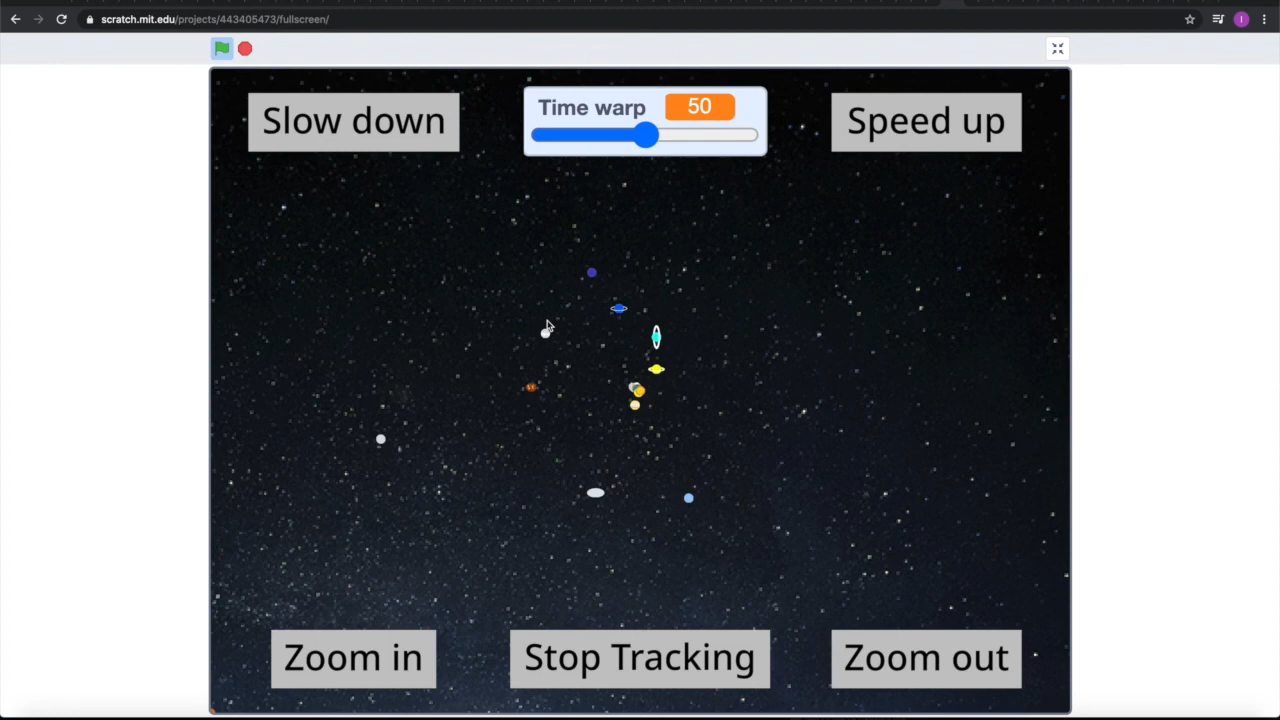 scratch.mit.edu/projects/443405473/fullscreen/
I
Slow down
Time warp 50
Speed up
Zoom in
Stop Tracking
Zoom out